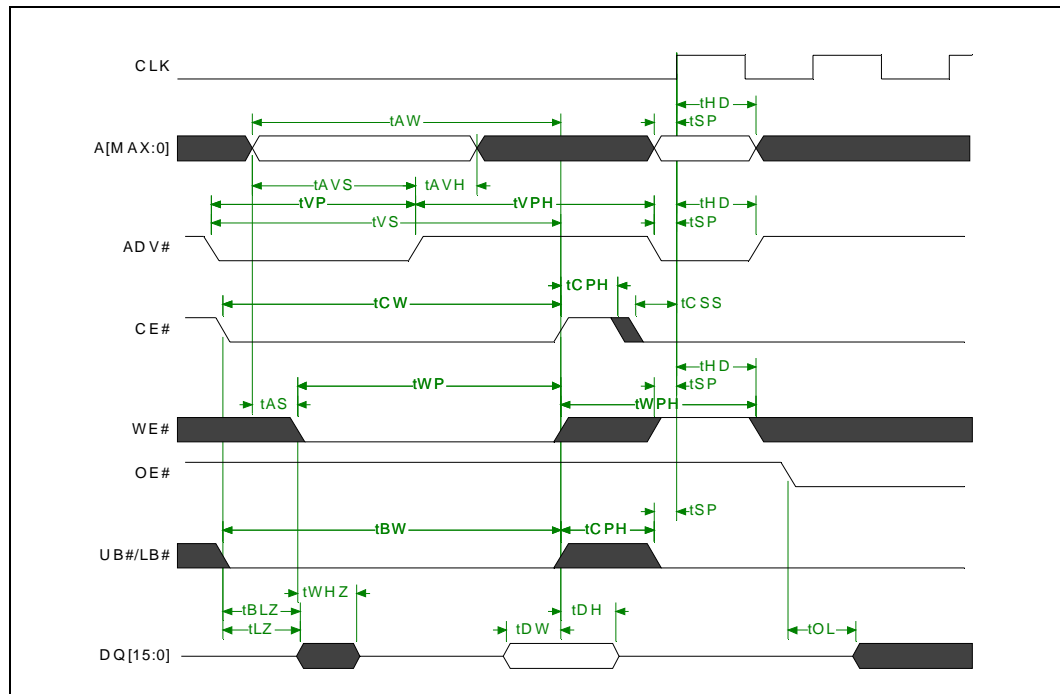 CLK
tHD
tAW
tSP
A[MAX:0]
tAVS
tAVH
tVP
tVPH
tHD
tVS
tSP
ADV#
tCPH
tCW
tCSS
CE#
tHD
tWP
tSP
tAS
tWPH
WE#
OE#
tSP
tBW
tCPH
UB#/LB#
tWHZ
tBLZ
tDH
tLZ
tDW
tOL
DQ[15:0]